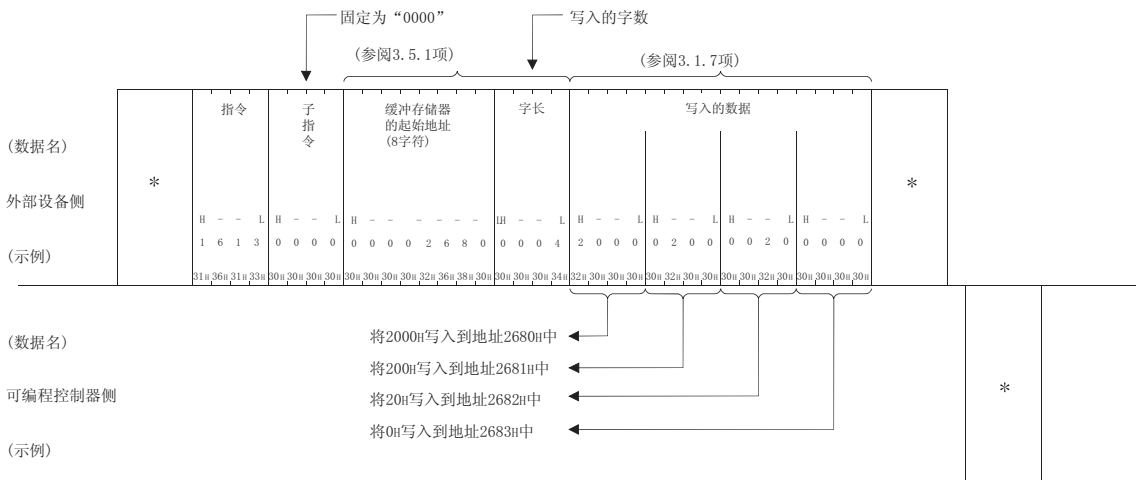 固定为“0000”
写入的字数
(参阅3.5.1项)
(参阅3.1.7项)
指令
子指令
缓冲存储器
的起始地址
(8字符)
字长
写入的数据
(数据名)
*
*
外部设备侧
H - - L H - - L H - - - - - - LH - - L H - - L H - - L H - - L H - - L
1 6 1 3 0 0 0 0 0 0 0 0 2 6 8 0 0 0 0 4 2 0 0 0 0 2 0 0 0 0 2 0 0 0 0 0
(示例)
31H 36H 31H 33H 30H 30H 30H 30H 30H 30H 30H 30H 32H 36H 38H 30H 30H 30H 30H 34H 32H 30H 30H 30H 30H 32H 30H 30H 30H 30H 32H 30H 30H 30H 30H 30H
(数据名)
将2000H写入到地址2680H中
将200H写入到地址2681H中
可编程控制器侧
*
将20H写入到地址2682H中
将0H写入到地址2683H中
(示例)